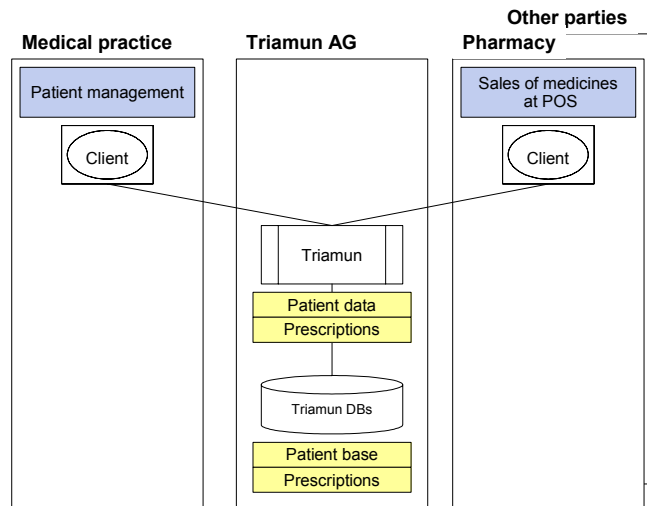 Other parties
Medical practice
Triamun AG
Pharmacy
Patient management
Sales of medicines
at POS
Client
Client
Triamun
Patient data
Prescriptions
Triamun DBs
Patient base
Prescriptions